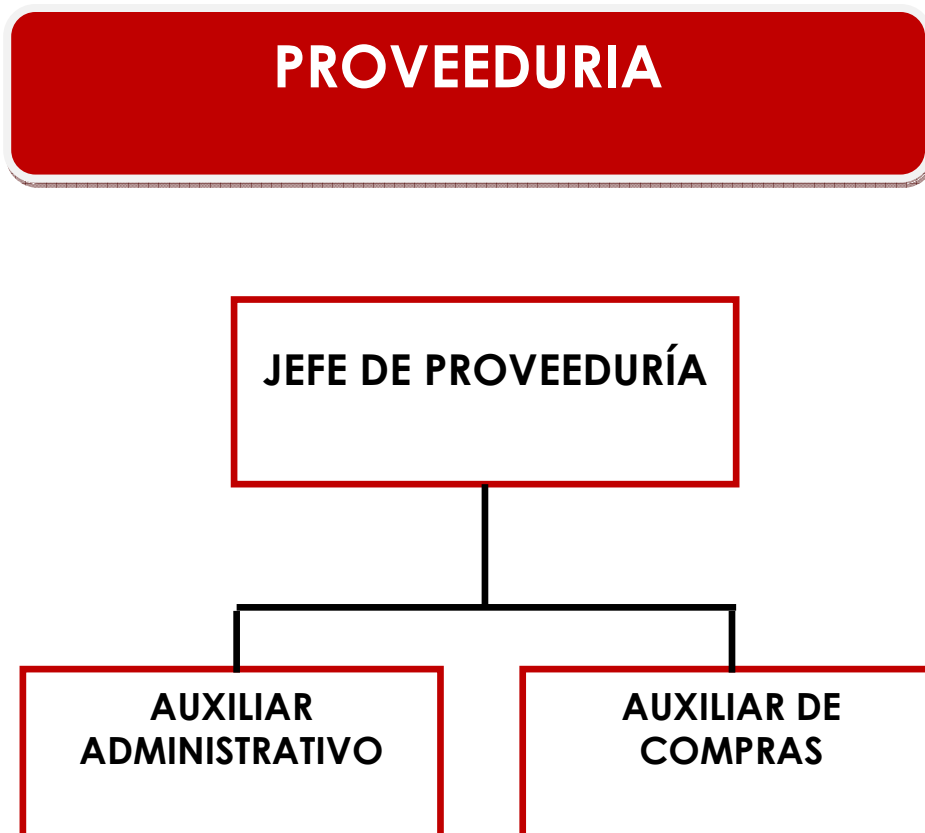 PROVEEDURIA
JEFE DE PROVEEDURÍA
AUXILIAR
ADMINISTRATIVO
AUXILIAR DE
COMPRAS